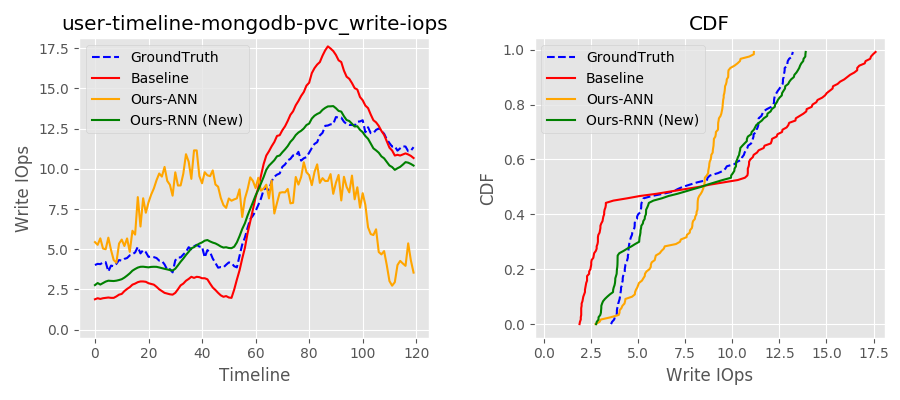 user-timeline-mongodb-pvc_write-iops
GroundTruth
Baseline
Ours-ANN
Ours-RNN (New)
17.5
15.0
12.5
10.0
7.5
5.0
2.5
0.0
Write IOps
0 20 40 60 80 100 120
Timeline
CDF
GroundTruth
Baseline
Ours-ANN
Ours-RNN (New)
1.0
0.8
0.6
0.4
0.2
0.0
CDF
0.0 2.5 5.0 7.5 10.0 12.5 15.0 17.5
Write IOps